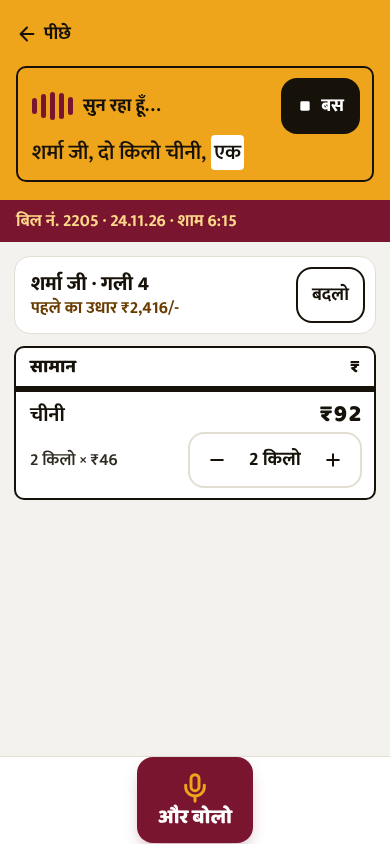 पीछे
सुन रहा हूँ...
बस
शर्मा जी, दो किलो चीनी, एक
बिल नं. 2205 · 24.11.26 · शाम 6:15
शर्मा जी · गली 4
पहले का उधार ₹2,416/-
बदलो
सामान ₹
चीनी ₹92
2 किलो × ₹46
− 2 किलो +
और बोलो